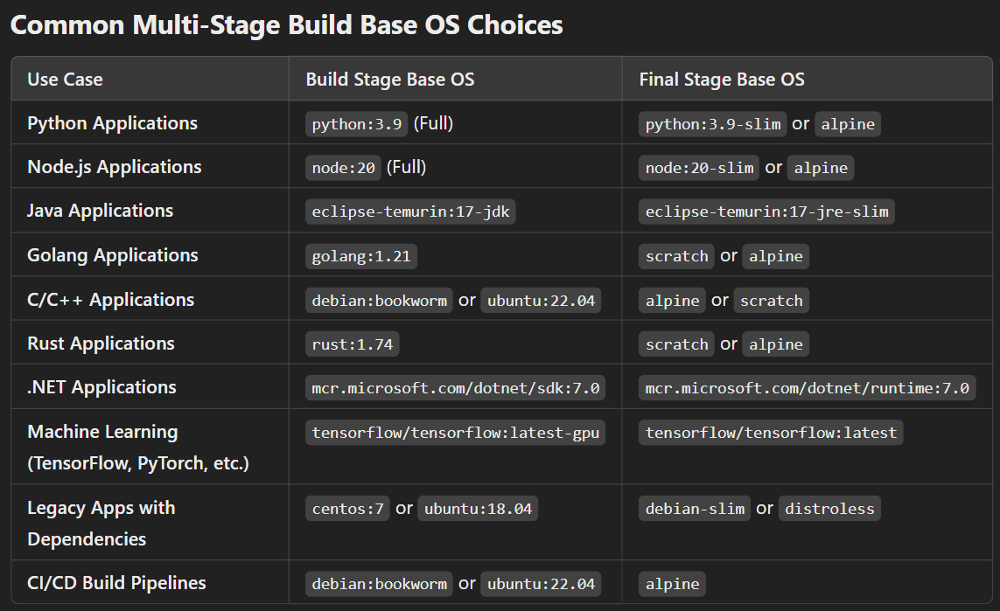 Common Multi-Stage Build Base OS Choices
Use Case Build Stage Base OS Final Stage Base OS
Python Applications python:3.9 (Full) python:3.9-slim or alpine
Node.js Applications node:20 (Full) node:20-slim or alpine
Java Applications eclipse-temurin:17-jdk eclipse-temurin:17-jre-slim
Golang Applications golang:1.21 scratch or alpine
C/C++ Applications debian:bookworm or ubuntu:22.04 alpine or scratch
Rust Applications rust:1.74 scratch or alpine
.NET Applications mcr.microsoft.com/dotnet/sdk:7.0 mcr.microsoft.com/dotnet/runtime:7.0
Machine Learning tensorflow/tensorflow:latest-gpu tensorflow/tensorflow:latest
(TensorFlow, PyTorch, etc.)
Legacy Apps with centos:7 or ubuntu:18.04 debian-slim or distroless
Dependencies
CI/CD Build Pipelines debian:bookworm or ubuntu:22.04 alpine